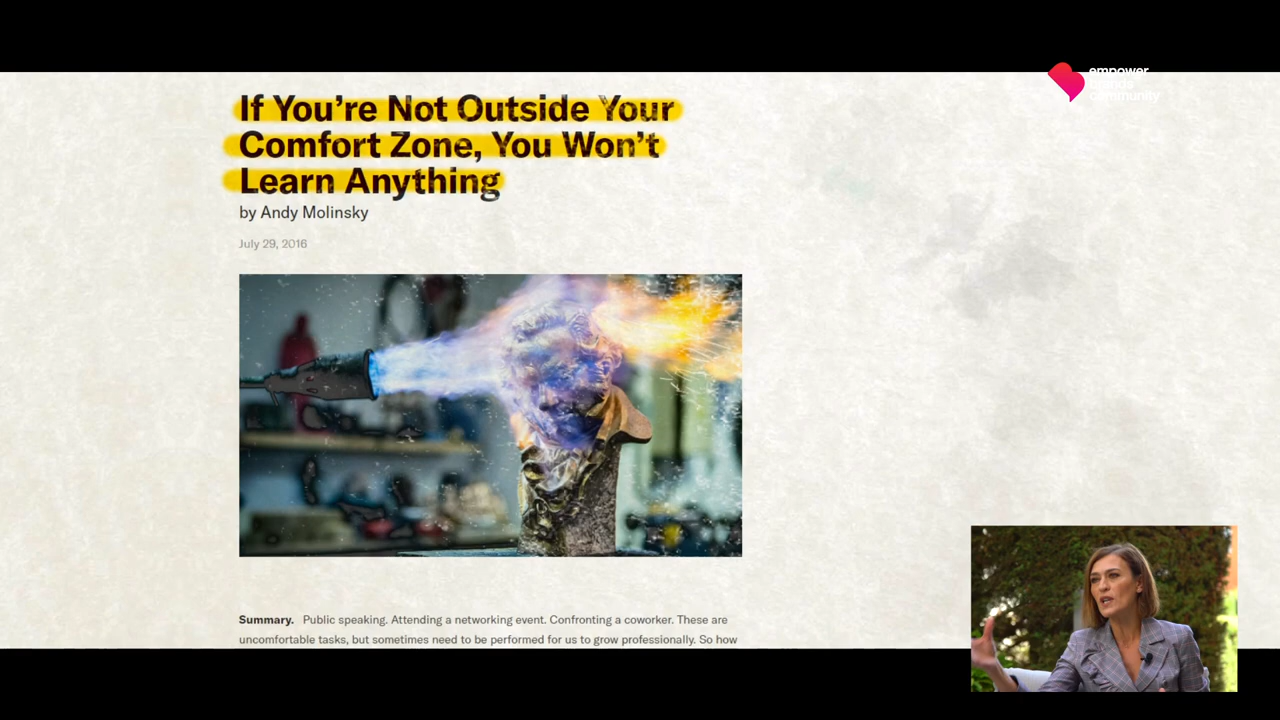 empower
brands
community
If You're Not Outside Your
Comfort Zone, You Won't
Learn Anything
by Andy Molinsky
July 29, 2016
Summary. Public speaking. Attending a networking event. Confronting a coworker. These are
uncomfortable tasks, but sometimes need to be performed for us to grow professionally. So how